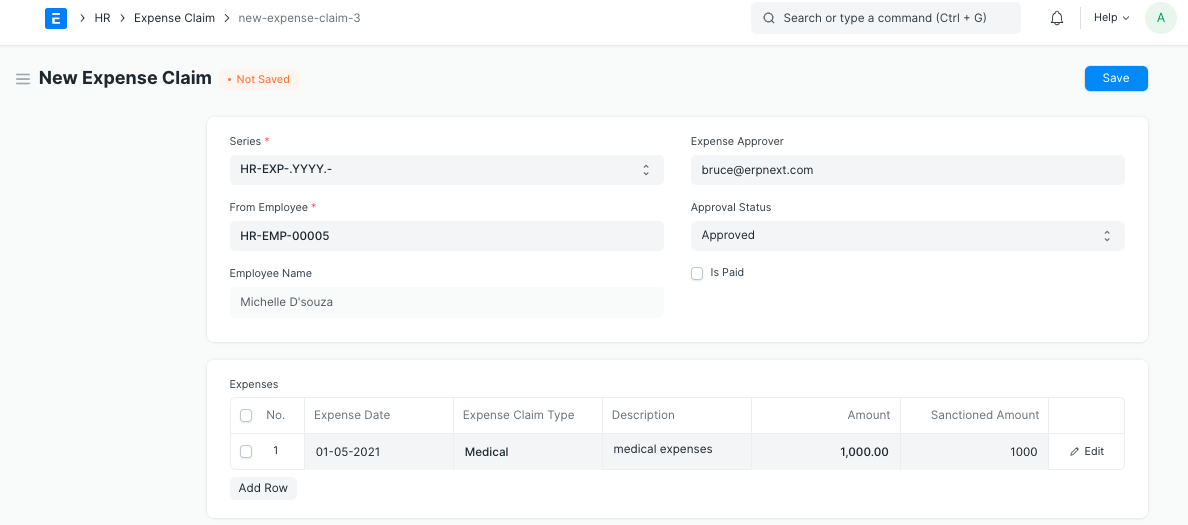 E HR Expense Claim new-expense-claim-3 Search or type a command (Ctrl + G) Help A
New Expense Claim • Not Saved Save
Series * Expense Approver
HR-EXP-.YYYY.- bruce@erpnext.com
From Employee * Approval Status
HR-EMP-00005 Approved
Employee Name Is Paid
Michelle D'souza
Expenses
No. Expense Date Expense Claim Type Description Amount Sanctioned Amount
1 01-05-2021 Medical medical expenses 1,000.00 1000 Edit
Add Row